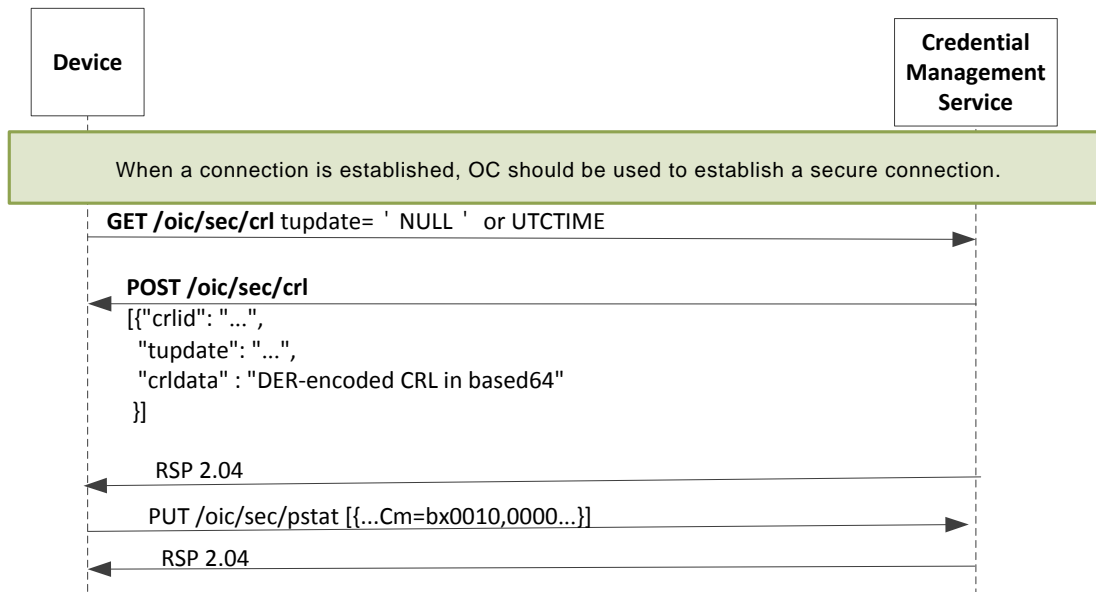 Device
Credential
Management
Service
When a connection is established, OC should be used to establish a secure connection.
GET /oic/sec/crl tupdate= ' NULL ' or UTCTIME
POST /oic/sec/crl
[{"crlid": "...",
"tupdate": "...",
"crldata" : "DER-encoded CRL in based64"
}]
RSP 2.04
PUT /oic/sec/pstat [{...Cm=bx0010,0000...}]
RSP 2.04